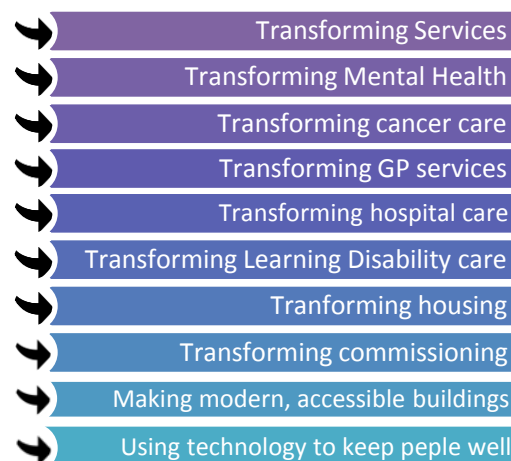 Transforming Services
Transforming Mental Health
Transforming cancer care
Transforming GP services
Transforming hospital care
Transforming Learning Disability care
Tranforming housing
Transforming commissioning
Making modern, accessible buildings
Using technology to keep peple well